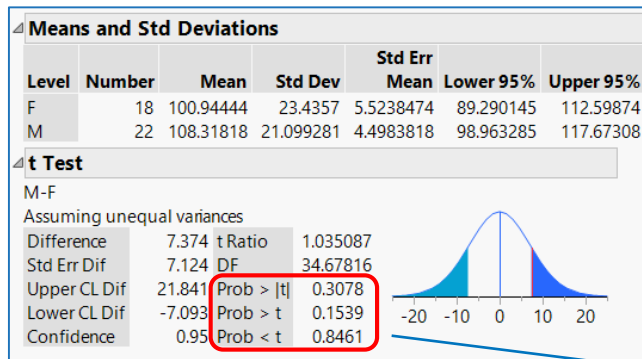 Means and Std Deviations
Std Err
Level Number Mean Std Dev Mean Lower 95% Upper 95%
F 18 100.94444 23.4357 5.5238474 89.290145 112.59874
M 22 108.31818 21.099281 4.4983818 98.963285 117.67308
t Test
M-F
Assuming unequal variances
Difference 7.374 t Ratio 1.035087
Std Err Dif 7.124 DF 34.67816
Upper CL Dif 21.841 Prob > |t| 0.3078
Lower CL Dif -7.093 Prob > t 0.1539
Confidence 0.95 Prob < t 0.8461
-20 -10 0 10 20